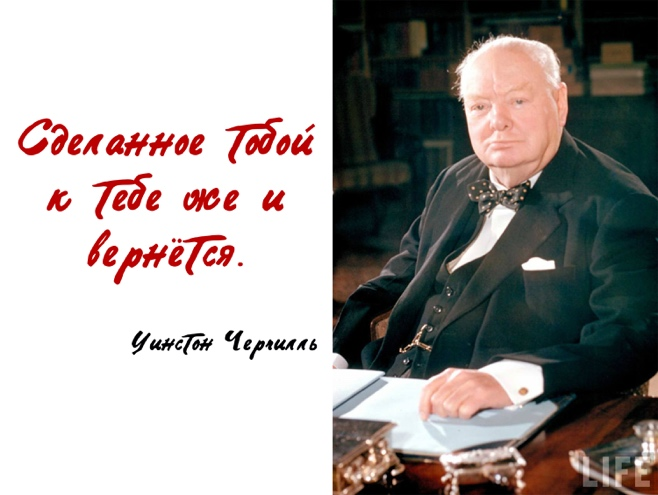 Сделанное тобой
к тебе же и
вернётся.
Уинстон Черчилль
LIFE